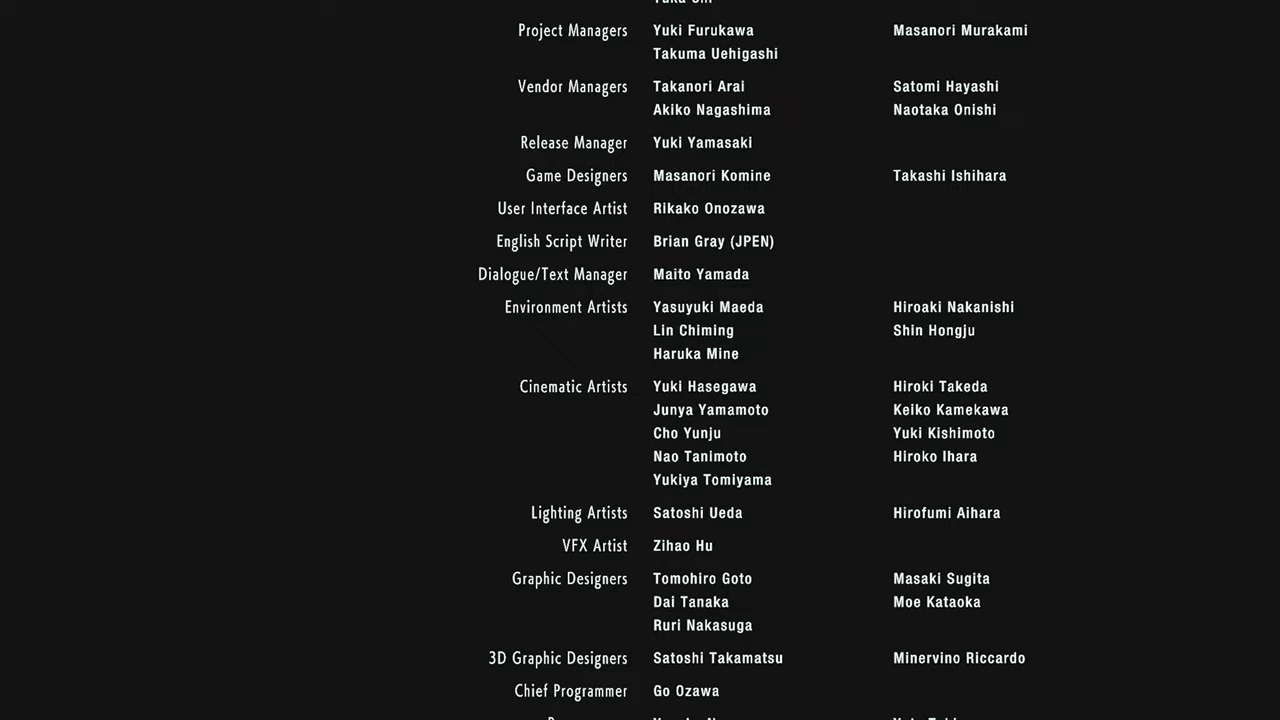 Project Managers Yuki Furukawa Masanori Murakami
Takuma Uehigashi
Vendor Managers Takanori Arai Satomi Hayashi
Akiko Nagashima Naotaka Onishi
Release Manager Yuki Yamasaki
Game Designers Masanori Komine Takashi Ishihara
User Interface Artist Rikako Onozawa
English Script Writer Brian Gray (JPEN)
Dialogue/Text Manager Maito Yamada
Environment Artists Yasuyuki Maeda Hiroaki Nakanishi
Lin Chiming Shin Hongju
Haruka Mine
Cinematic Artists Yuki Hasegawa Hiroki Takeda
Junya Yamamoto Keiko Kamekawa
Cho Yunju Yuki Kishimoto
Nao Tanimoto Hiroko Ihara
Yukiya Tomiyama
Lighting Artists Satoshi Ueda Hirofumi Aihara
VFX Artist Zihao Hu
Graphic Designers Tomohiro Goto Masaki Sugita
Dai Tanaka Moe Kataoka
Ruri Nakasuga
3D Graphic Designers Satoshi Takamatsu Minervino Riccardo
Chief Programmer Go Ozawa